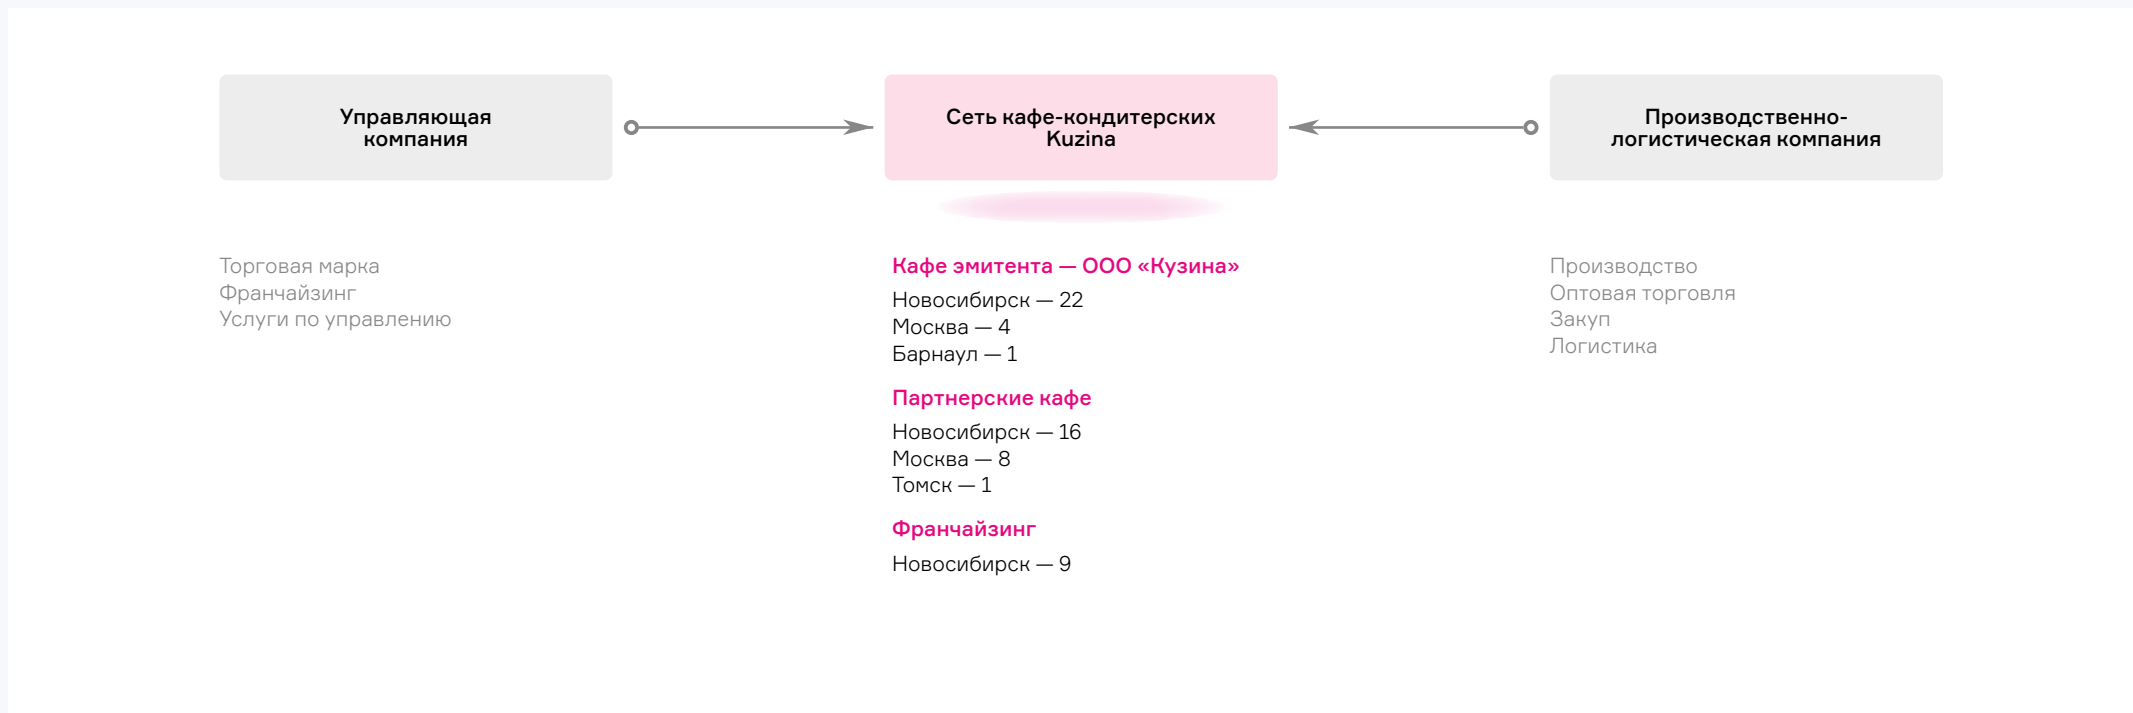 Управляющая
компания
Сеть кафе-кондитерских
Kuzina
Производственно-
логистическая компания
Торговая марка
Франчайзинг
Услуги по управлению
Кафе эмитента — ООО «Кузина»
Новосибирск — 22
Москва — 4
Барнаул — 1
Партнерские кафе
Новосибирск — 16
Москва — 8
Томск — 1
Франчайзинг
Новосибирск — 9
Производство
Оптовая торговля
Закуп
Логистика